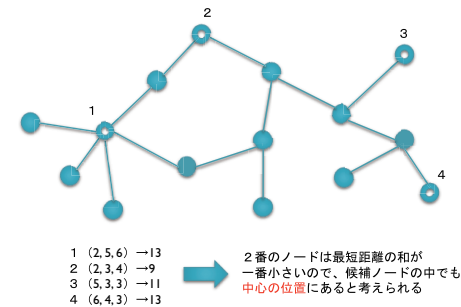 2
3
1
4
1 (2,5,6) →13
2 (2,3,4) →9
3 (5,3,3) →11
4 (6,4,3) →13
２番のノードは最短距離の和が
一番小さいので、候補ノードの中でも
中心の位置にあると考えられる